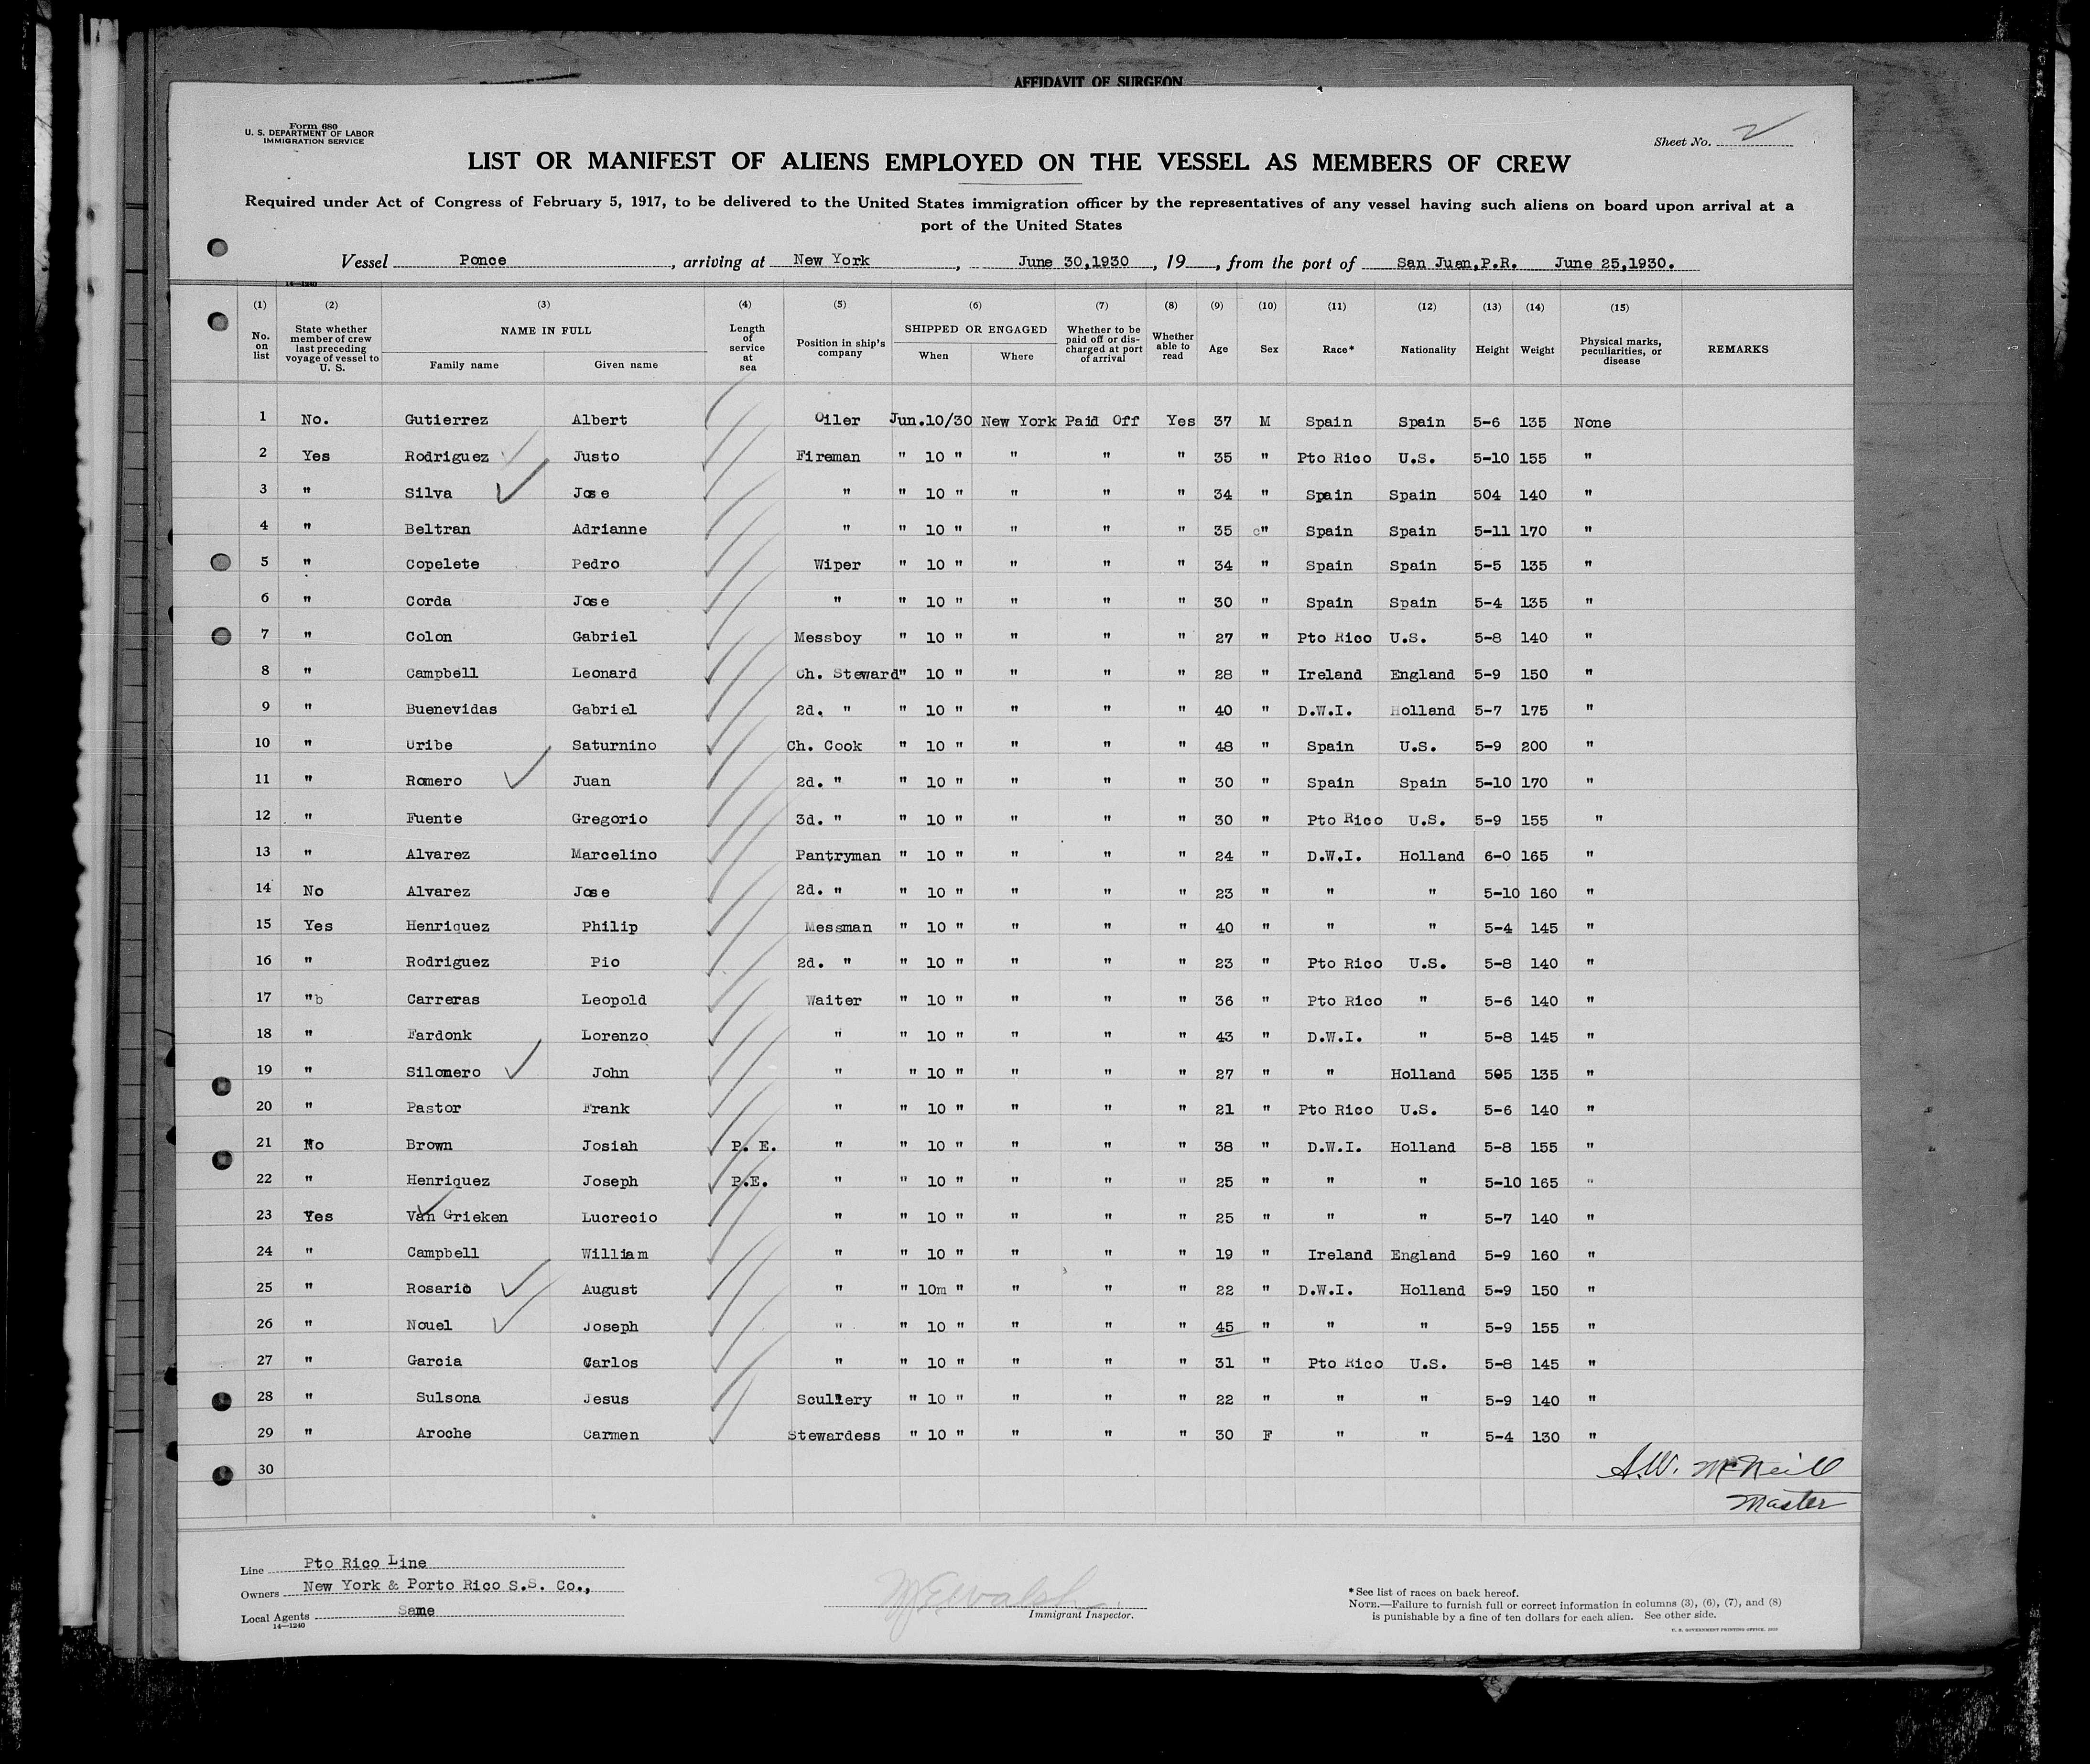 AFFIDAVIT OF SURGEON
Form 680
U. S. DEPARTMENT OF LABOR
IMMIGRATION SERVICE
Sheet No. 2
LIST OR MANIFEST OF ALIENS EMPLOYED ON THE VESSEL AS MEMBERS OF CREW
Required under Act of Congress of February 5, 1917, to be delivered to the United States immigration officer by the representatives of any vessel having such aliens on board upon arrival at a
port of the United States
Vessel Ponce, arriving at New York, June 30,1930, 19, from the port of San Juan,P.R. June 25,1930.
14—1240
(1) (2) (3) (4) (5) (6) (7) (8) (9) (10) (11) (12) (13) (14) (15)
No. on list State whether member of crew last preceding voyage of vessel to U. S. NAME IN FULL Family name Given name Length of service at sea Position in ship's company SHIPPED OR ENGAGED When Where Whether to be paid off or discharged at port of arrival Whether able to read Age Sex Race* Nationality Height Weight Physical marks, peculiarities, or disease REMARKS
1 No. Gutierrez Albert Oiler Jun.10/30 New York Paid Off Yes 37 M Spain Spain 5-6 135 None
2 Yes Rodriguez Justo Fireman " 10 " " " " 35 " Pto Rico U.S. 5-10 155 "
3 " Silva Jose " " 10 " " " " 34 " Spain Spain 504 140 "
4 " Beltran Adrianne " " 10 " " " " 35 c" Spain Spain 5-11 170 "
5 " Copelete Pedro Wiper " 10 " " " " 34 " Spain Spain 5-5 135 "
6 " Corda Jose " " 10 " " " " 30 " Spain Spain 5-4 135 "
7 " Colon Gabriel Messboy " 10 " " " " 27 " Pto Rico U.S. 5-8 140 "
8 " Campbell Leonard Ch. Steward" 10 " " " " 28 " Ireland England 5-9 150 "
9 " Buenevidas Gabriel 2d. " " 10 " " " " 40 " D.W.I. Holland 5-7 175 "
10 " Uribe Saturnino Ch. Cook " 10 " " " " 48 " Spain U.S. 5-9 200 "
11 " Romero Juan 2d. " " 10 " " " " 30 " Spain Spain 5-10 170 "
12 " Fuente Gregorio 3d. " " 10 " " " " 30 " Pto Rico U.S. 5-9 155 "
13 " Alvarez Marcelino Pantryman " 10 " " " " 24 " D.W.I. Holland 6-0 165 "
14 No Alvarez Jose 2d. " " 10 " " " " 23 " " " 5-10 160 "
15 Yes Henriquez Philip Messman " 10 " " " " 40 " " " 5-4 145 "
16 " Rodriguez Pio 2d. " " 10 " " " " 23 " Pto Rico U.S. 5-8 140 "
17 "b Carreras Leopold Waiter " 10 " " " " 36 " Pto Rico " 5-6 140 "
18 " Fardonk Lorenzo " " 10 " " " " 43 " D.W.I. " 5-8 145 "
19 " Silomero John " " 10 " " " " 27 " " Holland 505 135 "
20 " Pastor Frank " " 10 " " " " 21 " Pto Rico U.S. 5-6 140 "
21 No Brown Josiah P. E. " " 10 " " " " 38 " D.W.I. Holland 5-8 155 "
22 " Henriquez Joseph P.E. " " 10 " " " " 25 " " " 5-10 165 "
23 Yes Van Grieken Lucrecio " " 10 " " " " 25 " " " 5-7 140 "
24 " Campbell William " " 10 " " " " 19 " Ireland England 5-9 160 "
25 " Rosario August " " 10m " " " " 22 " D.W.I. Holland 5-9 150 "
26 " Nouel Joseph " " 10 " " " " 45 " " " 5-9 155 "
27 " Garcia Carlos " " 10 " " " " 31 " Pto Rico U.S. 5-8 145 "
28 " Sulsona Jesus Scullery " 10 " " " " 22 " " " 5-9 140 "
29 " Aroche Carmen Stewardess " 10 " " " " 30 F " " 5-4 130 "
30
A.W. McNeill
Master
Line Pto Rico Line
Owners New York & Porto Rico S.S. Co.,
Local Agents Same
14—1240
M E Walsh
Immigrant Inspector.
* See list of races on back hereof.
NOTE.—Failure to furnish full or correct information in columns (3), (6), (7), and (8)
is punishable by a fine of ten dollars for each alien. See other side.